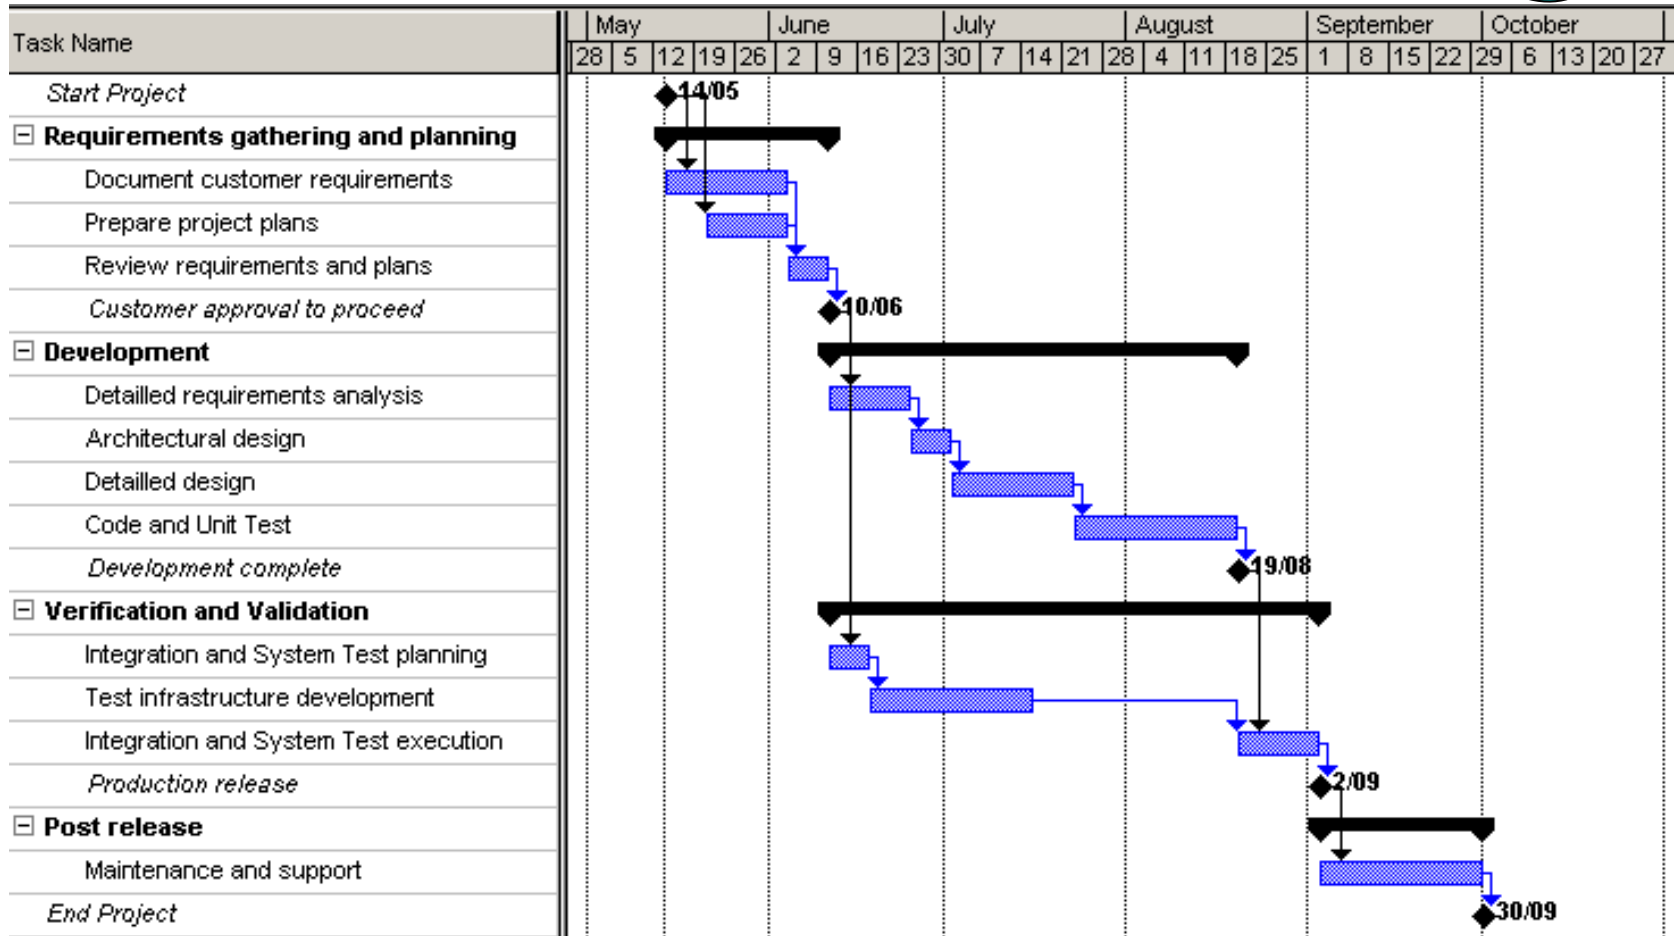 May June July August September October
Task Name
28 5 12 19 26 2 9 16 23 30 7 14 21 28 4 11 18 25 1 8 15 22 29 6 13 20 27
Start Project 14/05
Requirements gathering and planning
Document customer requirements
Prepare project plans
Review requirements and plans
Customer approval to proceed 10/06
Development
Detailled requirements analysis
Architectural design
Detailled design
Code and Unit Test
Development complete 19/08
Verification and Validation
Integration and System Test planning
Test infrastructure development
Integration and System Test execution
Production release 2/09
Post release
Maintenance and support
End Project 30/09